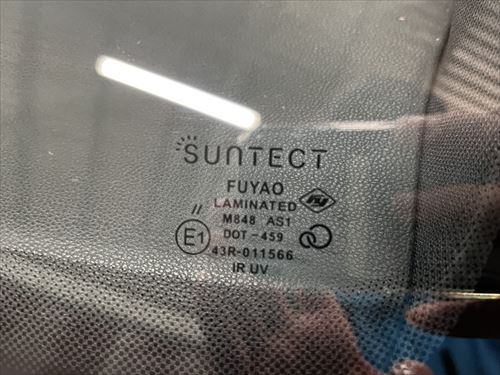 SUNTECT
FUYAO
LAMINATED
//
M848 AS1
DOT-459
E1
43R-011566
IR UV